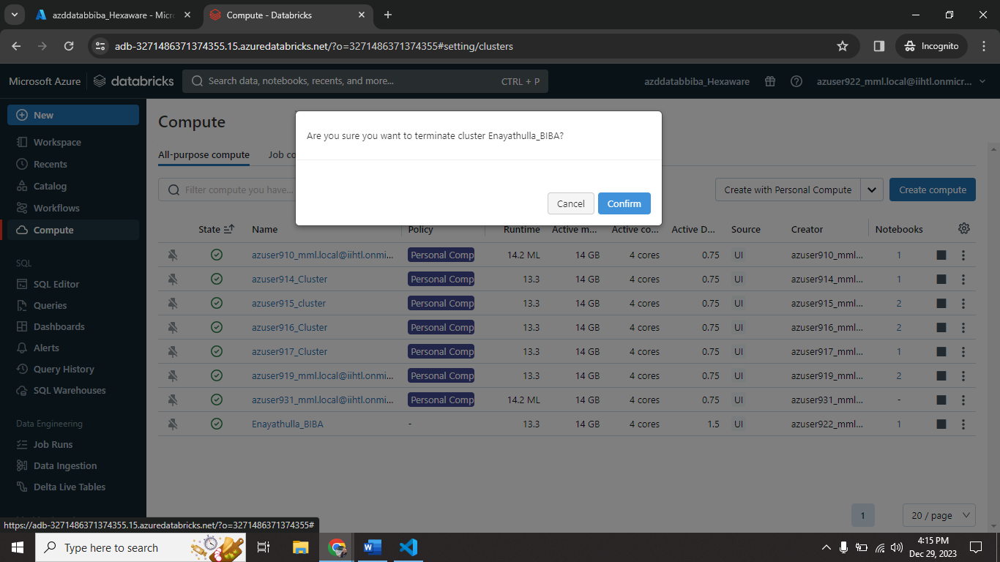 azddatabbiba_Hexaware - Micr
Compute - Databricks
adb-3271486371374355.15.azuredatabricks.net/?o=3271486371374355#setting/clusters
Incognito
Microsoft Azure
databricks
Search data, notebooks, recents, and more...
CTRL + P
azddatabbiba_Hexaware
azuser922_mml.local@iihtl.onmicr...
New
Workspace
Recents
Catalog
Workflows
Compute
SQL
SQL Editor
Queries
Dashboards
Alerts
Query History
SQL Warehouses
Data Engineering
Job Runs
Data Ingestion
Delta Live Tables
Compute
All-purpose compute
Job co
Filter compute you have...
Create with Personal Compute
Create compute
Are you sure you want to terminate cluster Enayathulla_BIBA?
Cancel
Confirm
State Name Policy Runtime Active m... Active co... Active D... Source Creator Notebooks
azuser910_mml.local@iihtl.onmi... Personal Comp 14.2 ML 14 GB 4 cores 0.75 UI azuser910_mml... 1
azuser914_Cluster Personal Comp 13.3 14 GB 4 cores 0.75 UI azuser914_mml... 1
azuser915_cluster Personal Comp 13.3 14 GB 4 cores 0.75 UI azuser915_mml... 2
azuser916_Cluster Personal Comp 13.3 14 GB 4 cores 0.75 UI azuser916_mml... 2
azuser917_Cluster Personal Comp 13.3 14 GB 4 cores 0.75 UI azuser917_mml... 1
azuser919_mml.local@iihtl.onmi... Personal Comp 13.3 14 GB 4 cores 0.75 UI azuser919_mml... 2
azuser931_mml.local@iihtl.onmi... Personal Comp 14.2 ML 14 GB 4 cores 0.75 UI azuser931_mml... -
Enayathulla_BIBA - 13.3 14 GB 4 cores 1.5 UI azuser922_mml... 1
1
20 / page
https://adb-3271486371374355.15.azuredatabricks.net/?o=3271486371374355#
Type here to search
4:15 PM
Dec 29, 2023